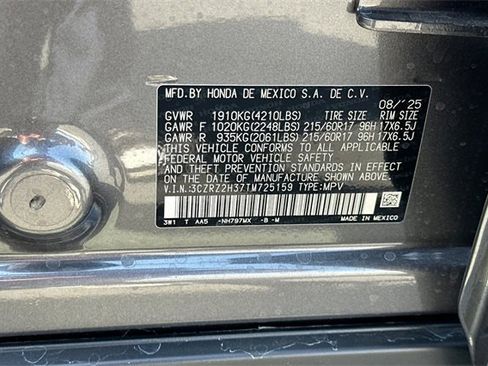 MFD.BY HONDA DE MEXICO S.A. DE C.V.
08/'25
GVWR 1910KG(4210LBS) TIRE SIZE RIM SIZE
GAWR F 1020KG(2248LBS) 215/60R17 96H 17X6.5J
GAWR R 935KG(2061LBS) 215/60R17 96H 17X6.5J
THIS VEHICLE CONFORMS TO ALL APPLICABLE
FEDERAL MOTOR VEHICLE SAFETY
AND THEFT PREVENTION STANDARDS IN EFFECT
ON THE DATE OF MANUFACTURE SHOWN ABOVE.
V.I.N.:3CZRZ2H37TM725159 TYPE:MPV
3W1 T AA5 -NH797MX -B -M MADE IN MEXICO